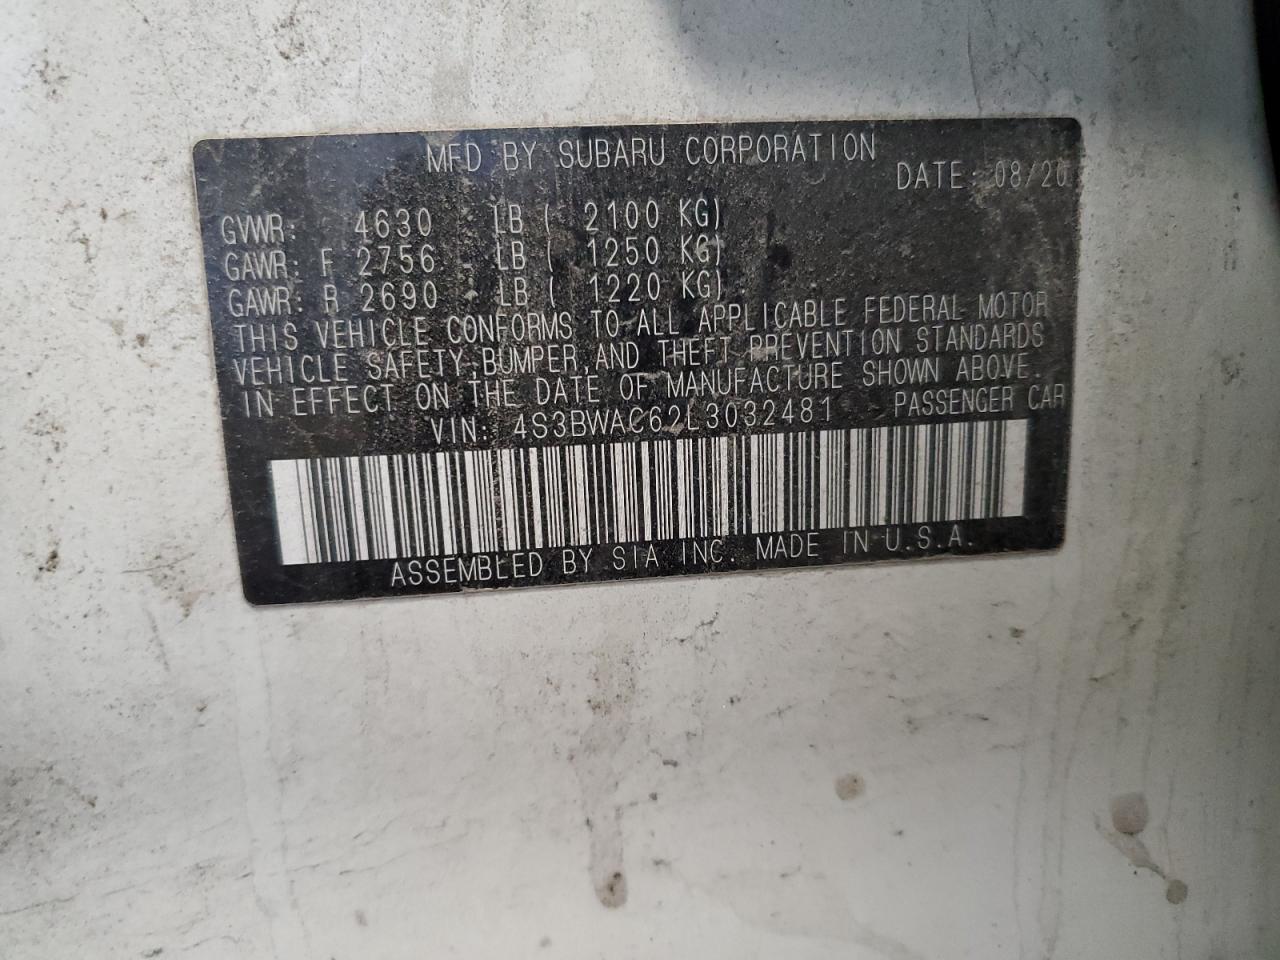 MFD BY SUBARU CORPORATION
DATE: 08/20
GVWR: 4630 LB ( 2100 KG)
GAWR: F 2756 LB ( 1250 KG)
GAWR: R 2690 LB ( 1220 KG)
THIS VEHICLE CONFORMS TO ALL APPLICABLE FEDERAL MOTOR
VEHICLE SAFETY,BUMPER,AND THEFT PREVENTION STANDARDS
IN EFFECT ON THE DATE OF MANUFACTURE SHOWN ABOVE.
VIN: 4S3BWAC62L3032481 PASSENGER CAR
ASSEMBLED BY SIA INC. MADE IN U.S.A.